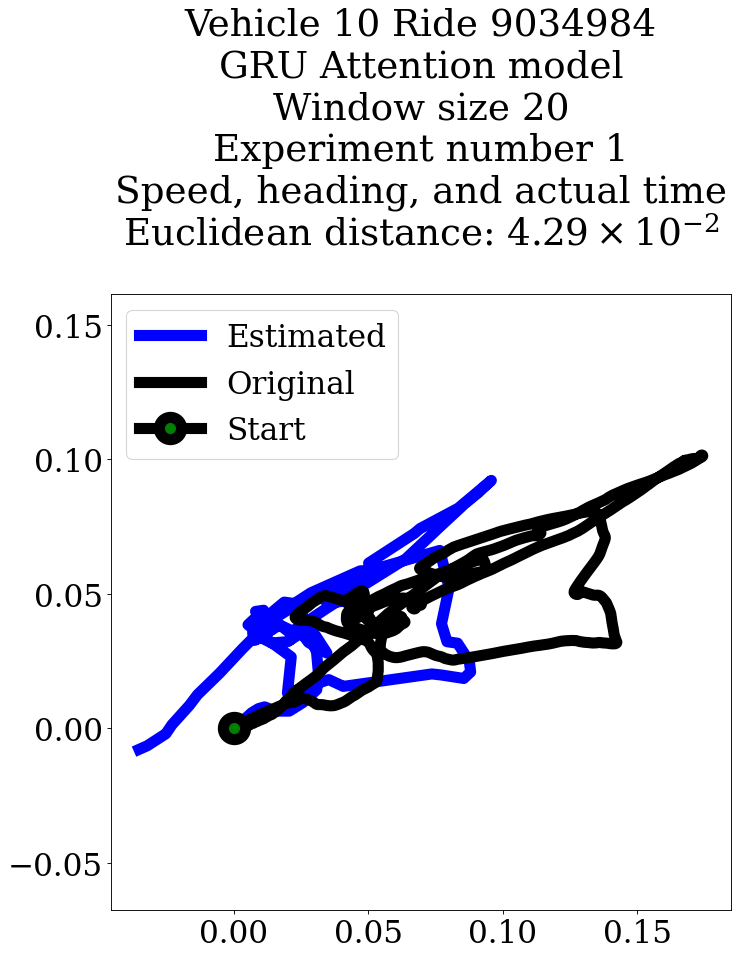 Vehicle 10 Ride 9034984
GRU Attention model
Window size 20
Experiment number 1
Speed, heading, and actual time
Euclidean distance: 4.29 × 10⁻²
Estimated
Original
Start
0.15
0.10
0.05
0.00
−0.05
0.00 0.05 0.10 0.15